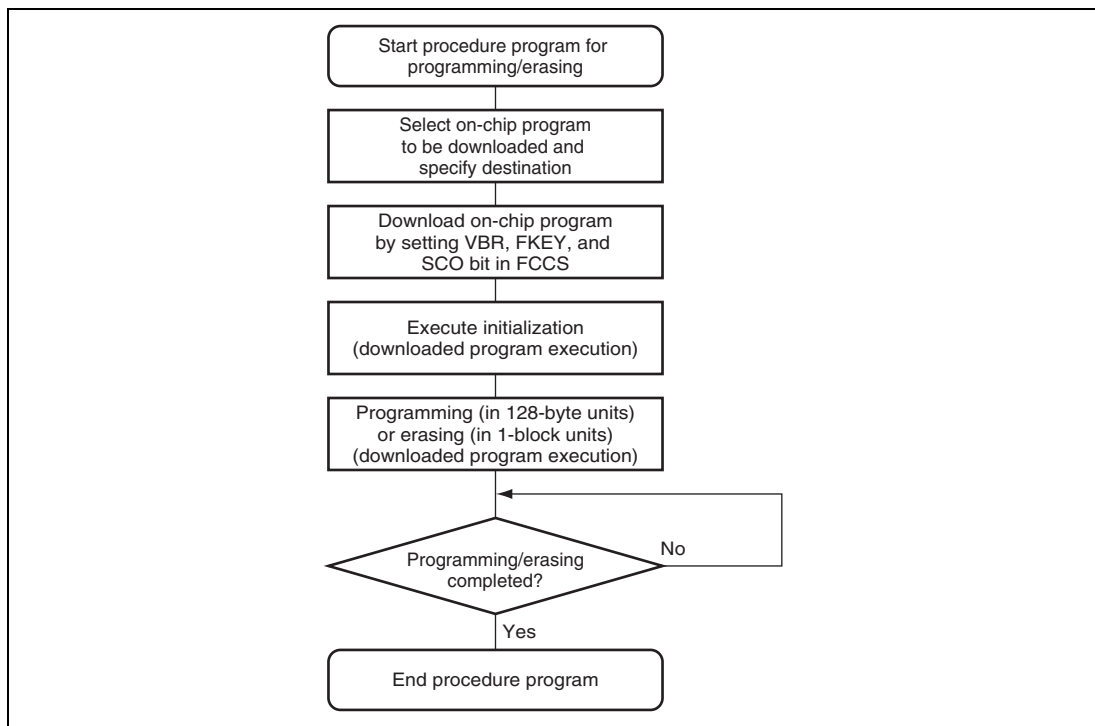 Start procedure program for
programming/erasing
Select on-chip program
to be downloaded and
specify destination
Download on-chip program
by setting VBR, FKEY, and
SCO bit in FCCS
Execute initialization
(downloaded program execution)
Programming (in 128-byte units)
or erasing (in 1-block units)
(downloaded program execution)
Programming/erasing
completed?
No
Yes
End procedure program